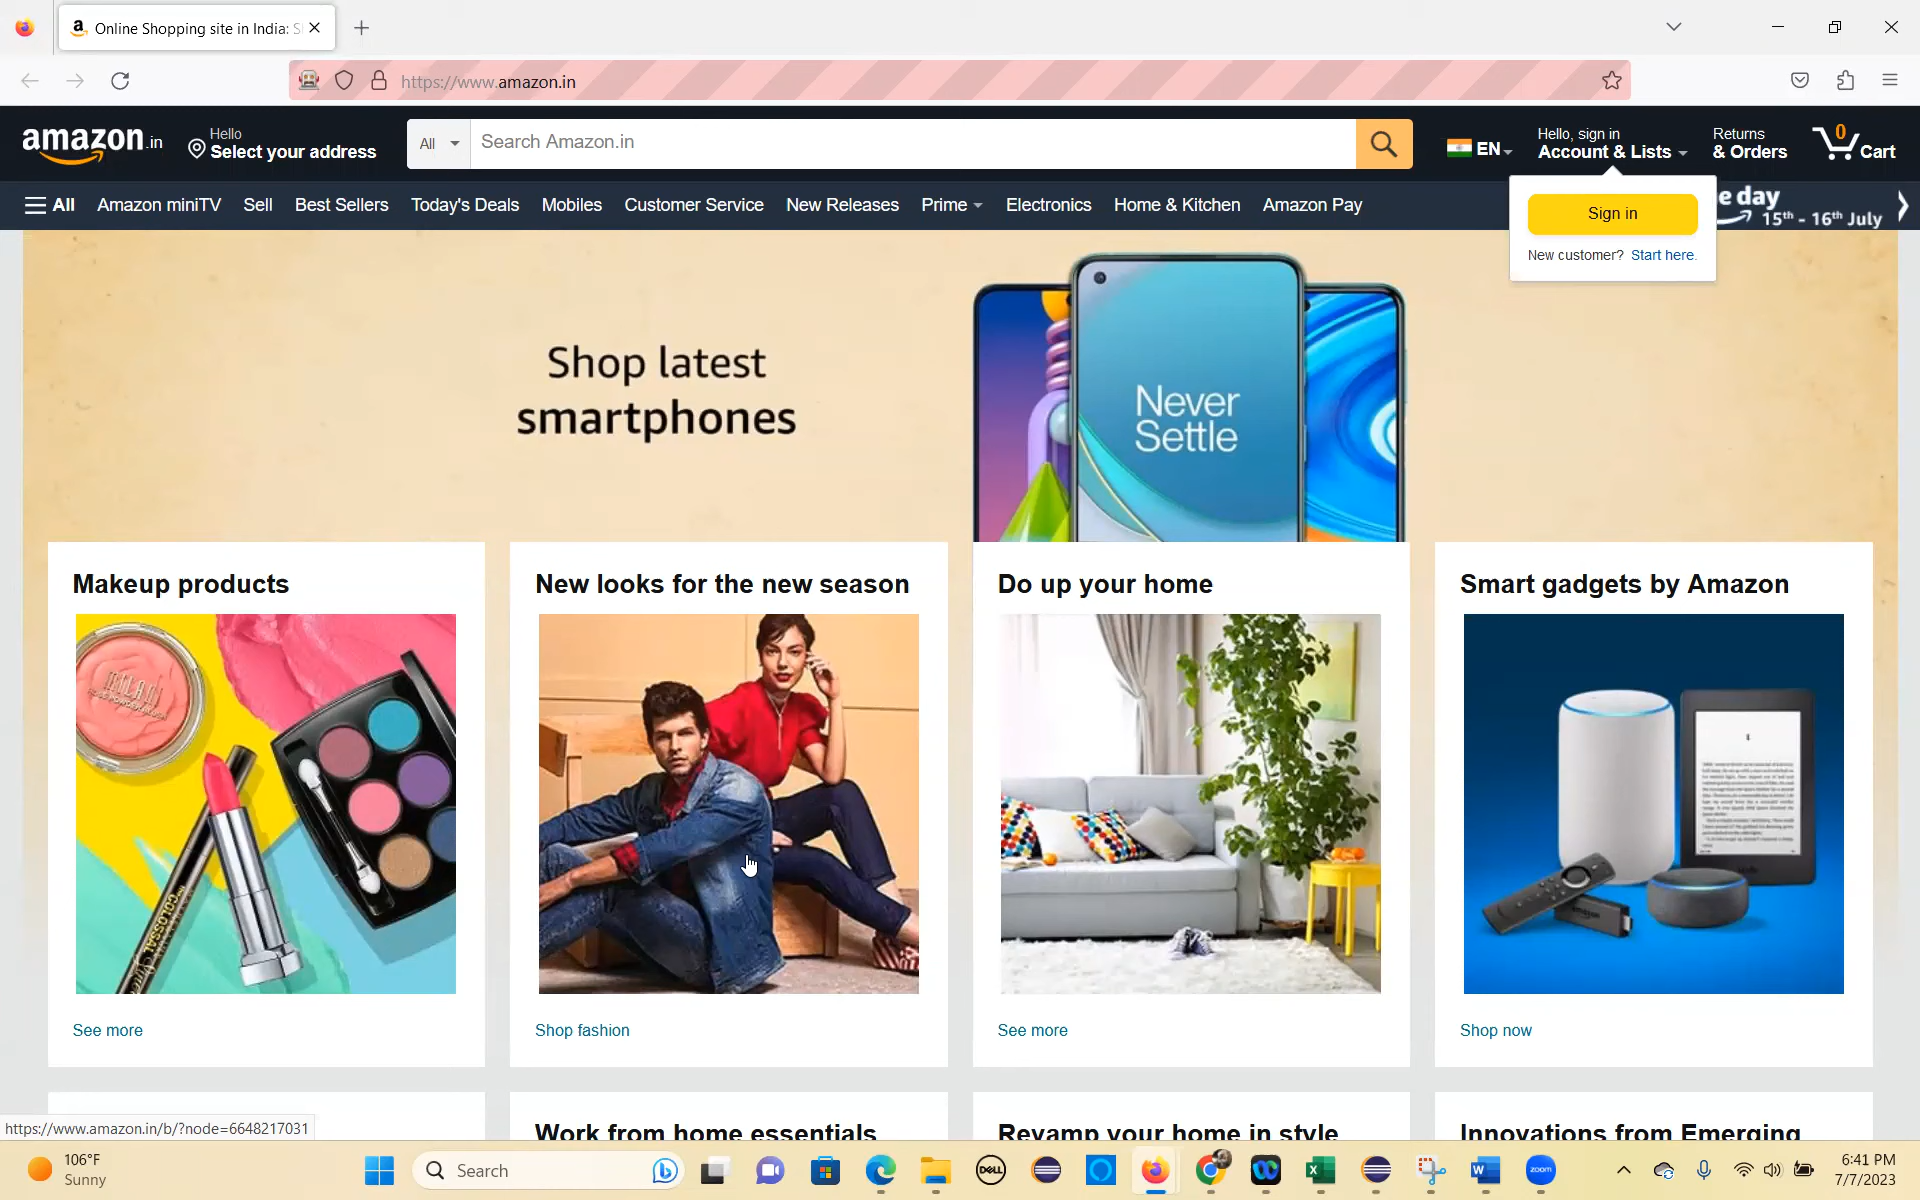 Online Shopping site in India: S
https://www.amazon.in
amazon.in
Hello
Select your address
All
Search Amazon.in
EN
Hello, sign in
Account & Lists
Returns
& Orders
0
Cart
All
Amazon miniTV
Sell
Best Sellers
Today's Deals
Mobiles
Customer Service
New Releases
Prime
Electronics
Home & Kitchen
Amazon Pay
e day
15th - 16th July
Sign in
New customer? Start here.
Shop latest
smartphones
Never
Settle
Makeup products
New looks for the new season
Do up your home
Smart gadgets by Amazon
MILANI
COLOSSAL
See more
Shop fashion
See more
Shop now
Work from home essentials
Revamp your home in style
Innovations from Emerging
https://www.amazon.in/b/?node=6648217031
106°F
Sunny
Search
DELL
zoom
6:41 PM
7/7/2023